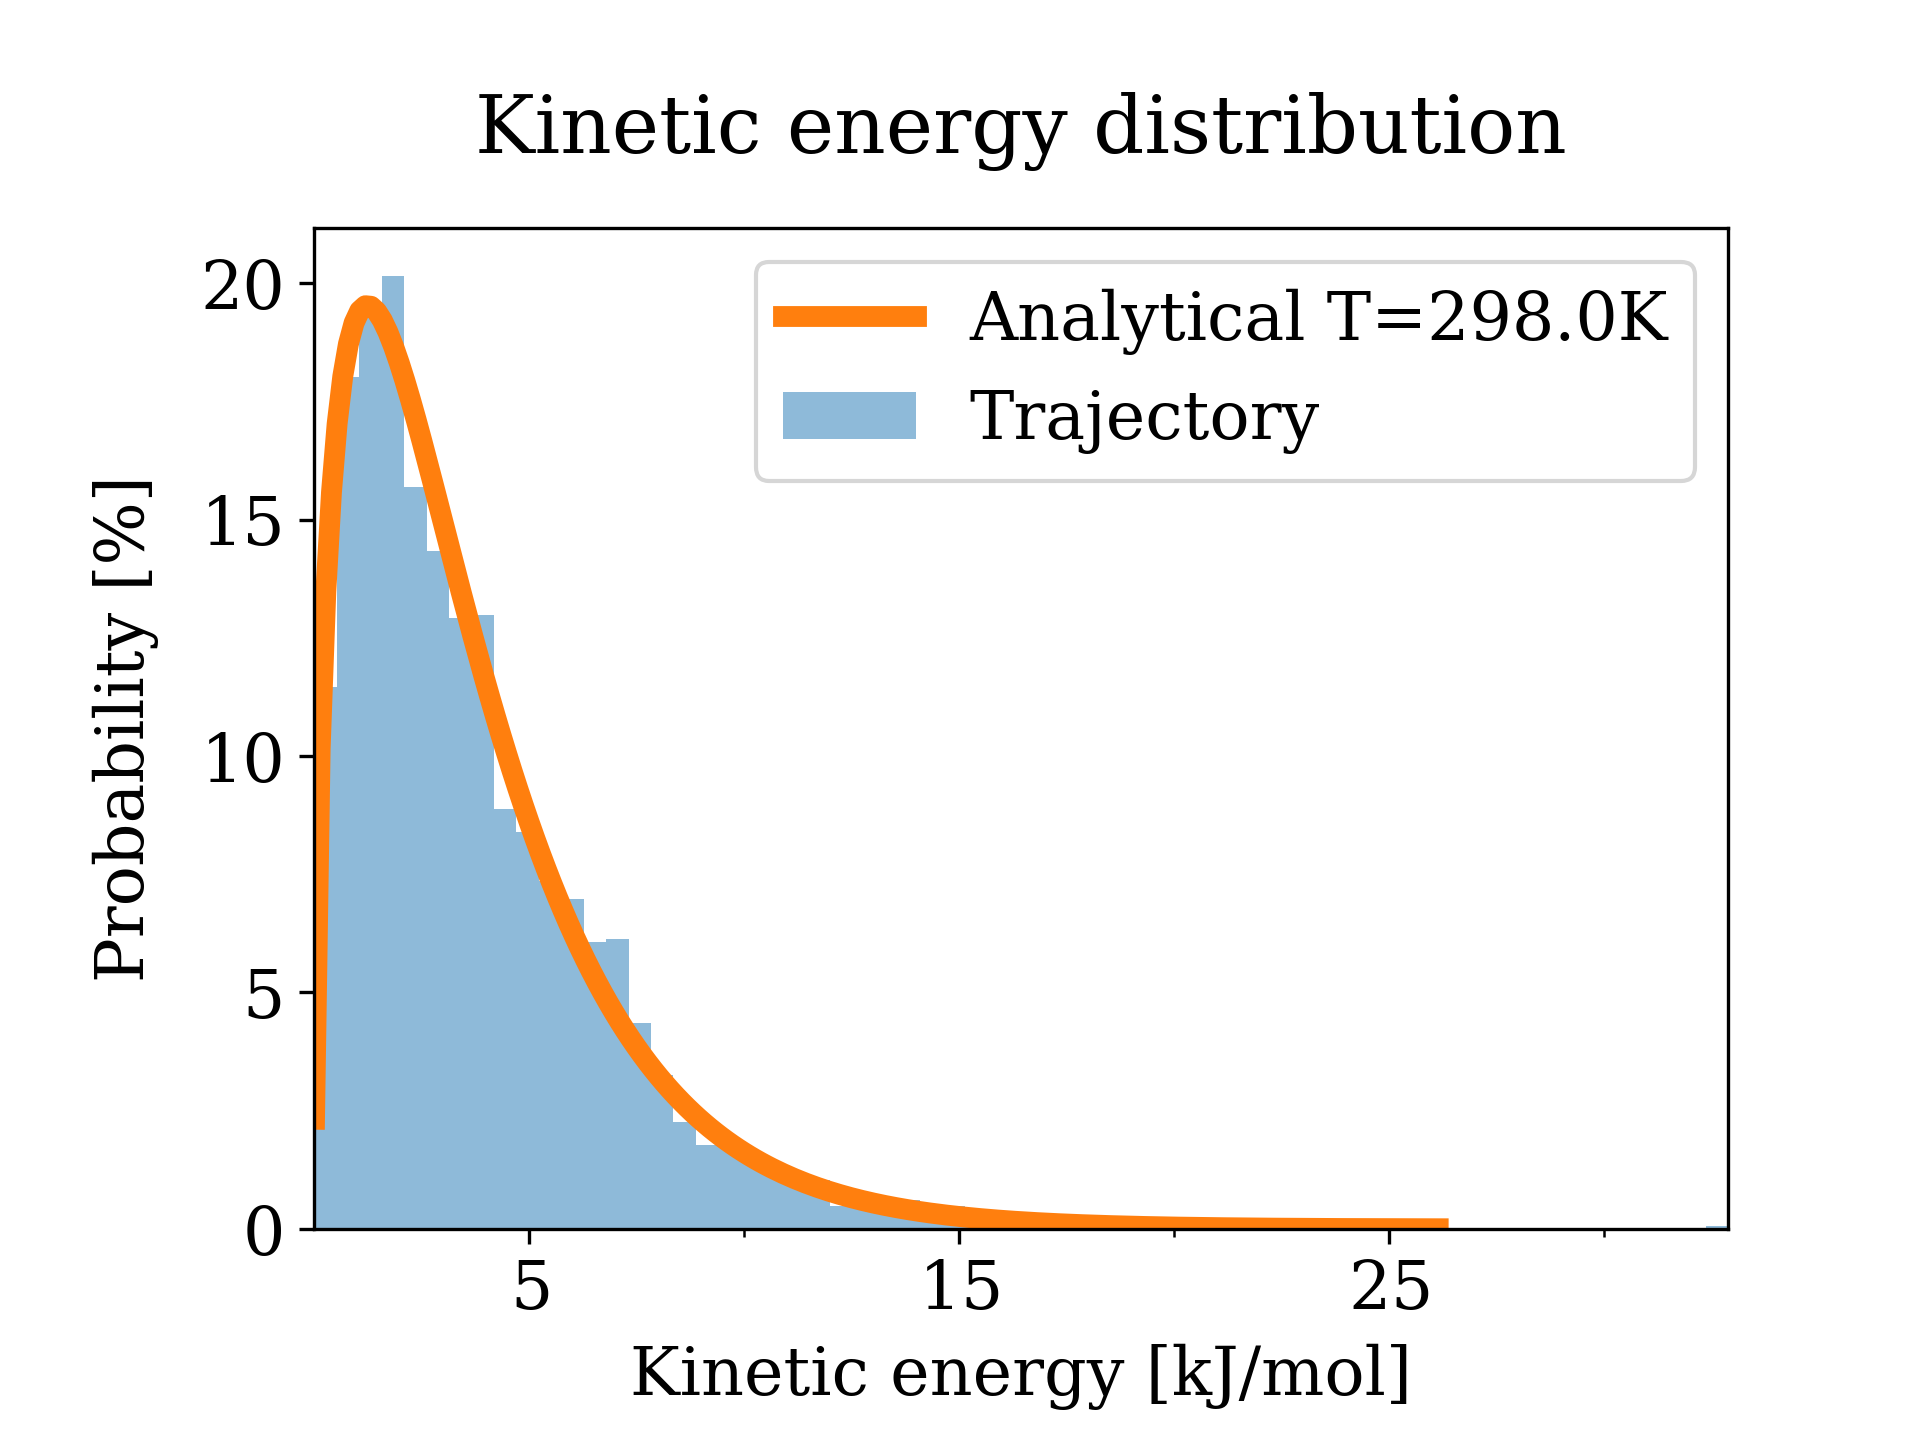 Kinetic energy distribution
Analytical T=298.0K
Trajectory
Probability [%]
20
15
10
5
0
5 15 25
Kinetic energy [kJ/mol]